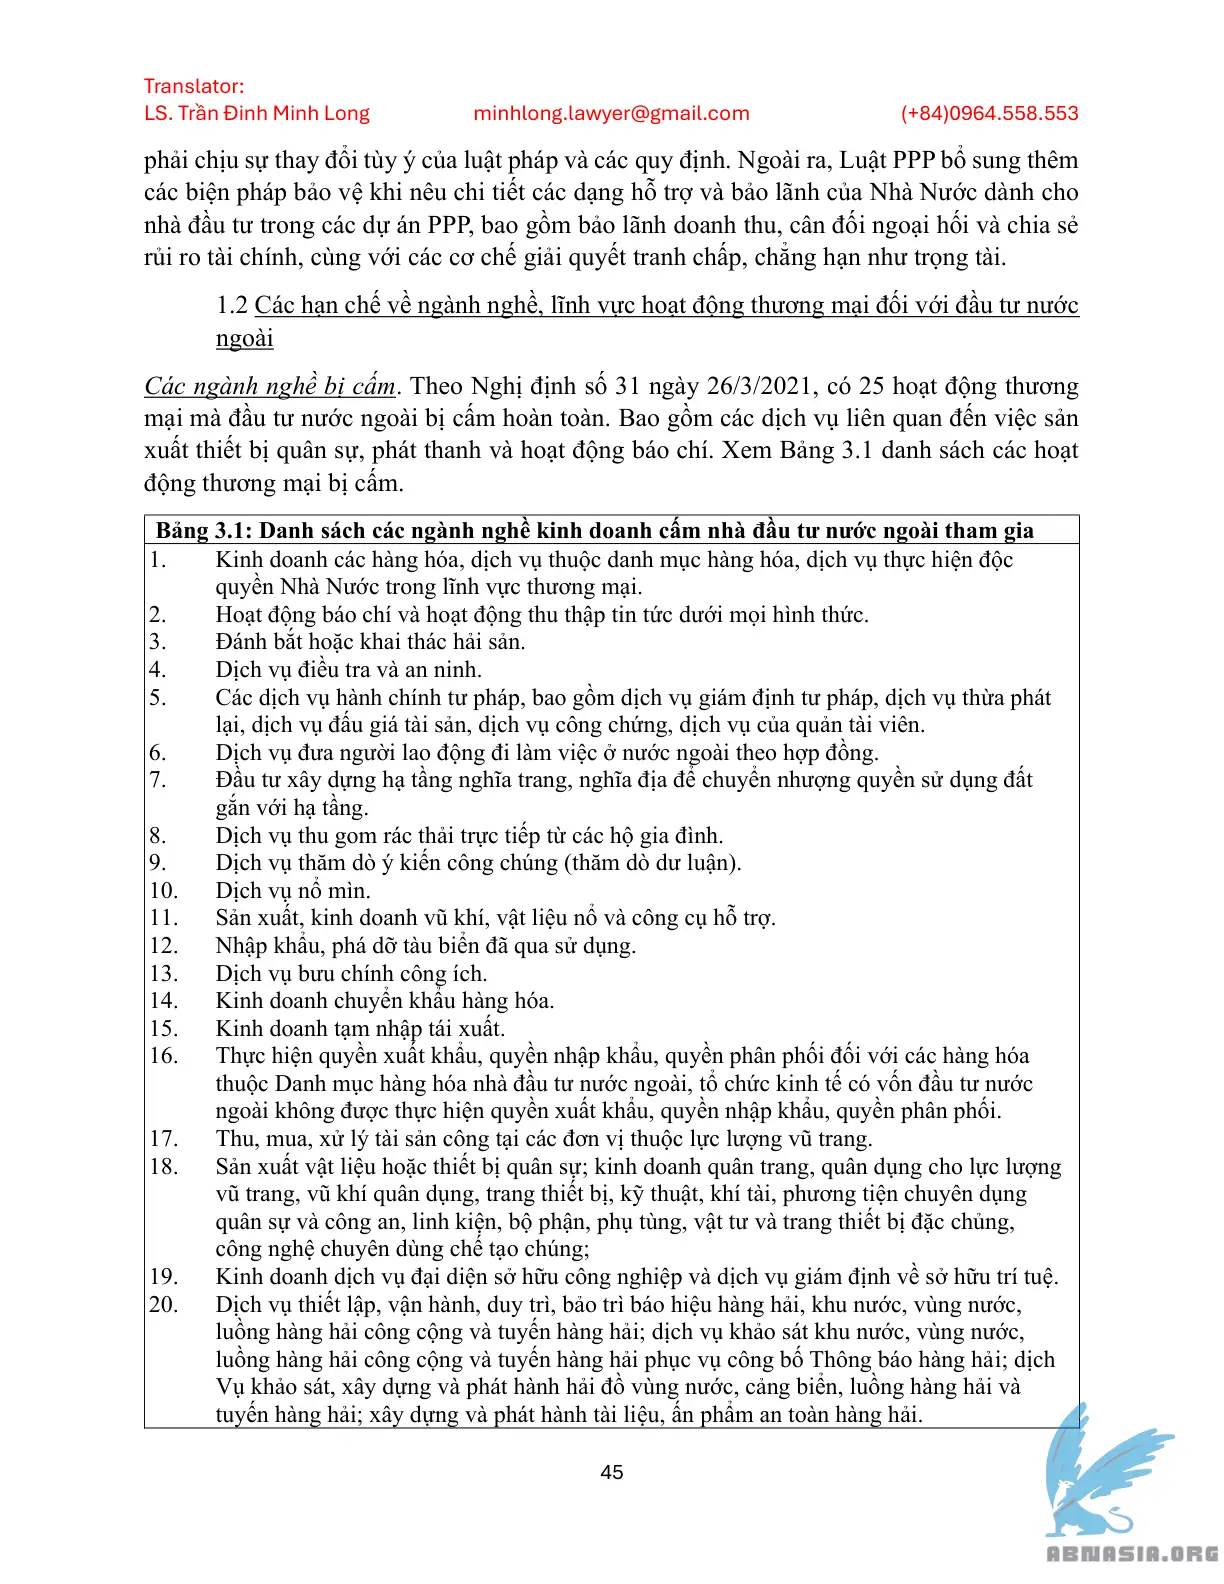 Translator:
LS. Trần Đinh Minh Long minhlong.lawyer@gmail.com (+84)0964.558.553
phải chịu sự thay đổi tùy ý của luật pháp và các quy định. Ngoài ra, Luật PPP bổ sung thêm
các biện pháp bảo vệ khi nêu chi tiết các dạng hỗ trợ và bảo lãnh của Nhà Nước dành cho
nhà đầu tư trong các dự án PPP, bao gồm bảo lãnh doanh thu, cân đối ngoại hối và chia sẻ
rủi ro tài chính, cùng với các cơ chế giải quyết tranh chấp, chẳng hạn như trọng tài.
1.2 Các hạn chế về ngành nghề, lĩnh vực hoạt động thương mại đối với đầu tư nước
ngoài
Các ngành nghề bị cấm. Theo Nghị định số 31 ngày 26/3/2021, có 25 hoạt động thương
mại mà đầu tư nước ngoài bị cấm hoàn toàn. Bao gồm các dịch vụ liên quan đến việc sản
xuất thiết bị quân sự, phát thanh và hoạt động báo chí. Xem Bảng 3.1 danh sách các hoạt
động thương mại bị cấm.
Bảng 3.1: Danh sách các ngành nghề kinh doanh cấm nhà đầu tư nước ngoài tham gia
1. Kinh doanh các hàng hóa, dịch vụ thuộc danh mục hàng hóa, dịch vụ thực hiện độc
quyền Nhà Nước trong lĩnh vực thương mại.
2. Hoạt động báo chí và hoạt động thu thập tin tức dưới mọi hình thức.
3. Đánh bắt hoặc khai thác hải sản.
4. Dịch vụ điều tra và an ninh.
5. Các dịch vụ hành chính tư pháp, bao gồm dịch vụ giám định tư pháp, dịch vụ thừa phát
lại, dịch vụ đấu giá tài sản, dịch vụ công chứng, dịch vụ của quản tài viên.
6. Dịch vụ đưa người lao động đi làm việc ở nước ngoài theo hợp đồng.
7. Đầu tư xây dựng hạ tầng nghĩa trang, nghĩa địa để chuyển nhượng quyền sử dụng đất
gắn với hạ tầng.
8. Dịch vụ thu gom rác thải trực tiếp từ các hộ gia đình.
9. Dịch vụ thăm dò ý kiến công chúng (thăm dò dư luận).
10. Dịch vụ nổ mìn.
11. Sản xuất, kinh doanh vũ khí, vật liệu nổ và công cụ hỗ trợ.
12. Nhập khẩu, phá dỡ tàu biển đã qua sử dụng.
13. Dịch vụ bưu chính công ích.
14. Kinh doanh chuyển khẩu hàng hóa.
15. Kinh doanh tạm nhập tái xuất.
16. Thực hiện quyền xuất khẩu, quyền nhập khẩu, quyền phân phối đối với các hàng hóa
thuộc Danh mục hàng hóa nhà đầu tư nước ngoài, tổ chức kinh tế có vốn đầu tư nước
ngoài không được thực hiện quyền xuất khẩu, quyền nhập khẩu, quyền phân phối.
17. Thu, mua, xử lý tài sản công tại các đơn vị thuộc lực lượng vũ trang.
18. Sản xuất vật liệu hoặc thiết bị quân sự; kinh doanh quân trang, quân dụng cho lực lượng
vũ trang, vũ khí quân dụng, trang thiết bị, kỹ thuật, khí tài, phương tiện chuyên dụng
quân sự và công an, linh kiện, bộ phận, phụ tùng, vật tư và trang thiết bị đặc chủng,
công nghệ chuyên dùng chế tạo chúng;
19. Kinh doanh dịch vụ đại diện sở hữu công nghiệp và dịch vụ giám định về sở hữu trí tuệ.
20. Dịch vụ thiết lập, vận hành, duy trì, bảo trì báo hiệu hàng hải, khu nước, vùng nước,
luồng hàng hải công cộng và tuyến hàng hải; dịch vụ khảo sát khu nước, vùng nước,
luồng hàng hải công cộng và tuyến hàng hải phục vụ công bố Thông báo hàng hải; dịch
Vụ khảo sát, xây dựng và phát hành hải đồ vùng nước, cảng biển, luồng hàng hải và
tuyến hàng hải; xây dựng và phát hành tài liệu, ấn phẩm an toàn hàng hải.
45
ABNASIA.ORG